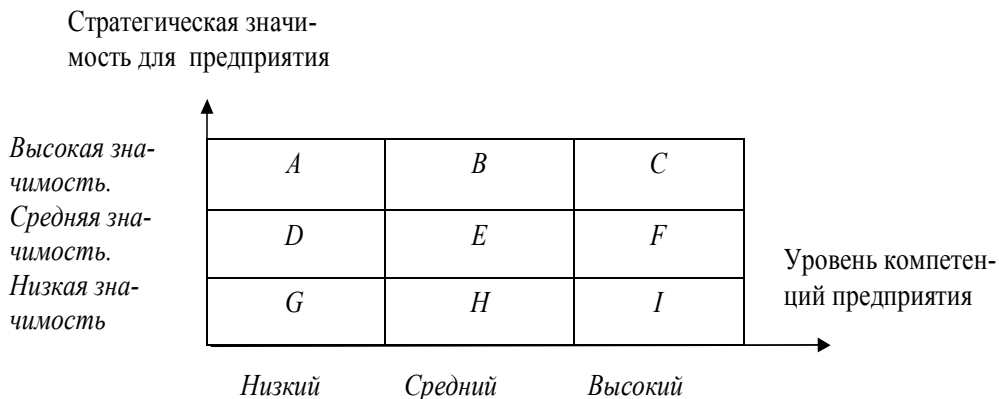 Стратегическая значи-
мость для предприятия
Высокая зна-
чимость.
A B C
Средняя зна-
чимость.
D E F
Низкая зна-
чимость
G H I
Уровень компетен-
ций предприятия
Низкий Средний Высокий